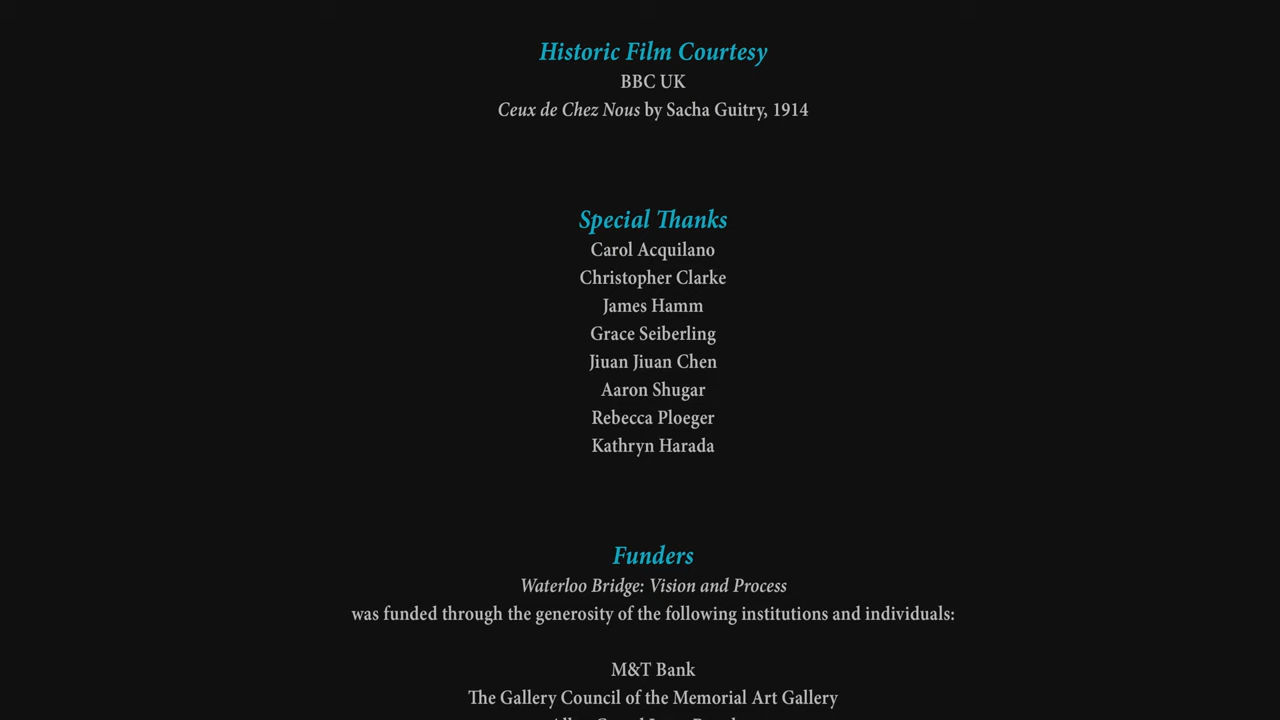 Historic Film Courtesy
BBC UK
Ceux de Chez Nous by Sacha Guitry, 1914
Special Thanks
Carol Acquilano
Christopher Clarke
James Hamm
Grace Seiberling
Jiuan Jiuan Chen
Aaron Shugar
Rebecca Ploeger
Kathryn Harada
Funders
Waterloo Bridge: Vision and Process
was funded through the generosity of the following institutions and individuals:
M&T Bank
The Gallery Council of the Memorial Art Gallery